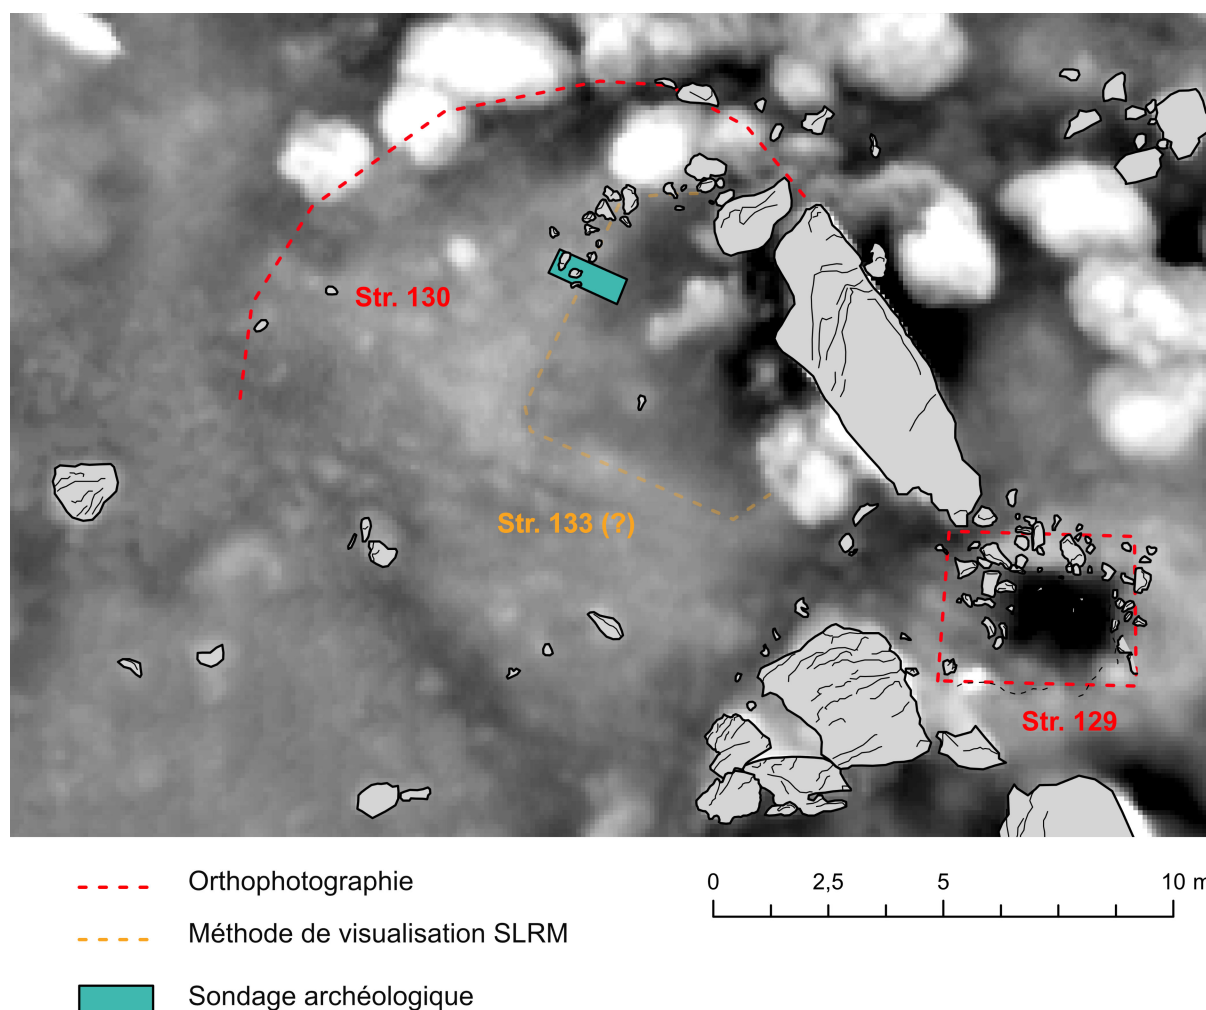 Str. 130
Str. 133 (?)
Str. 129
Orthophotographie
0 2,5 5 10 m
Méthode de visualisation SLRM
Sondage archéologique